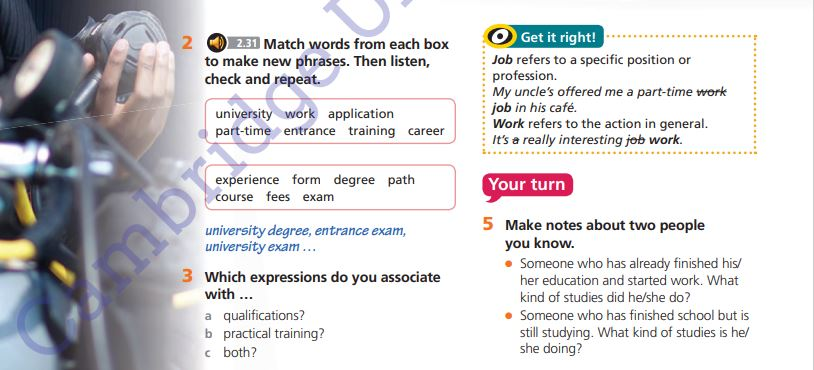 2 2.31 Match words from each box
to make new phrases. Then listen,
check and repeat.
university work application
part-time entrance training career
experience form degree path
course fees exam
university degree, entrance exam,
university exam ...
3 Which expressions do you associate
with ...
a qualifications?
b practical training?
c both?
Get it right!
Job refers to a specific position or
profession.
My uncle's offered me a part-time work
job in his café.
Work refers to the action in general.
It's a really interesting job work.
Your turn
5 Make notes about two people
you know.
• Someone who has already finished his/
her education and started work. What
kind of studies did he/she do?
• Someone who has finished school but is
still studying. What kind of studies is he/
she doing?
Cambridge U